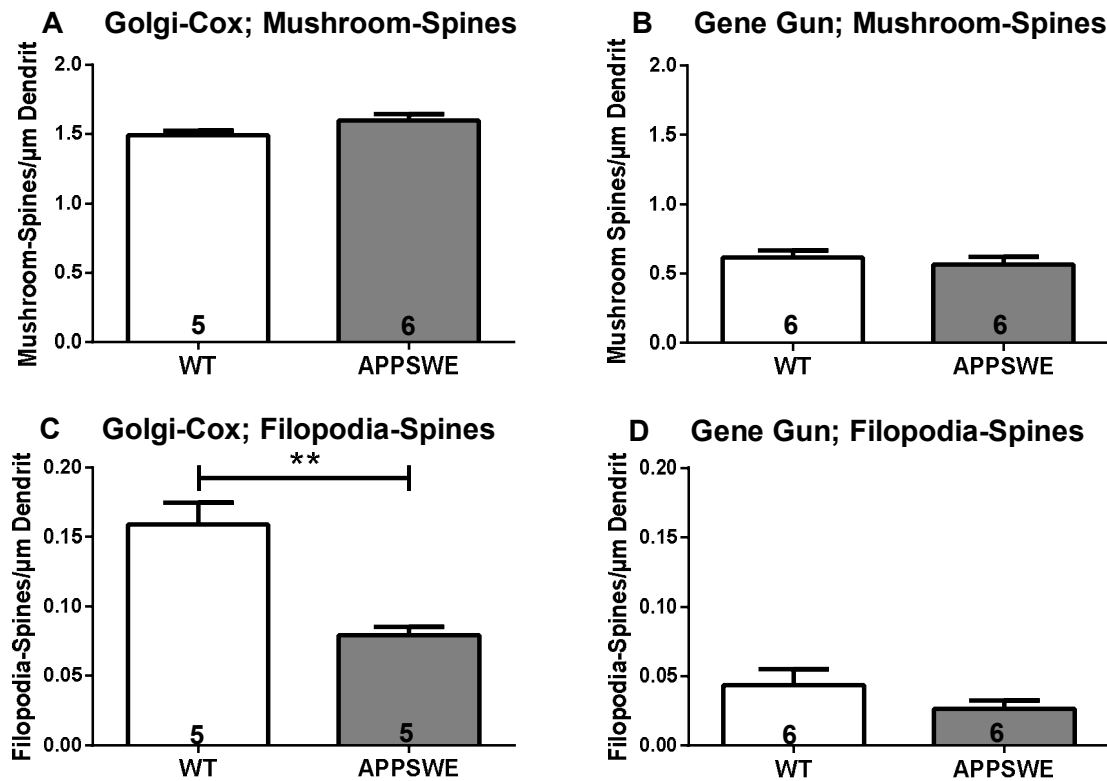 A Golgi-Cox; Mushroom-Spines
Mushroom-Spines/µm Dendrit
2.0
1.5
1.0
0.5
0.0
5
6
WT
APPSWE
B Gene Gun; Mushroom-Spines
Mushroom Spines/µm Dendrit
2.0
1.5
1.0
0.5
0.0
6
6
WT
APPSWE
C Golgi-Cox; Filopodia-Spines
Filopodia-Spines/µm Dendrit
0.20
0.15
0.10
0.05
0.00
**
5
5
WT
APPSWE
D Gene Gun; Filopodia-Spines
Filopodia-Spines/µm Dendrit
0.20
0.15
0.10
0.05
0.00
6
6
WT
APPSWE